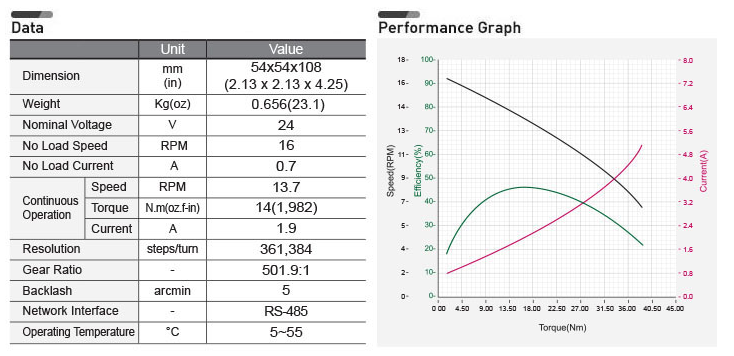 Data
Unit Value
Dimension mm (in) 54x54x108 (2.13 x 2.13 x 4.25)
Weight Kg(oz) 0.656(23.1)
Nominal Voltage V 24
No Load Speed RPM 16
No Load Current A 0.7
Continuous Operation Speed RPM 13.7
Torque N.m(oz.f-in) 14(1,982)
Current A 1.9
Resolution steps/turn 361,384
Gear Ratio - 501.9:1
Backlash arcmin 5
Network Interface - RS-485
Operating Temperature °C 5~55
Performance Graph
Speed(RPM)
18-
16-
14-
13-
11-
9-
7-
5-
4-
2-
0-
Efficiency(%)
100-
90-
80-
70-
60-
50-
40-
30-
20-
10-
0-
Current(A)
- 8.0
- 7.2
- 6.4
- 5.6
- 4.8
- 4.0
- 3.2
- 2.4
- 1.6
- 0.8
- 0.0
0.00 4.50 9.00 13.50 18.00 22.50 27.00 31.50 36.00 40.50 45.00
Torque(Nm)